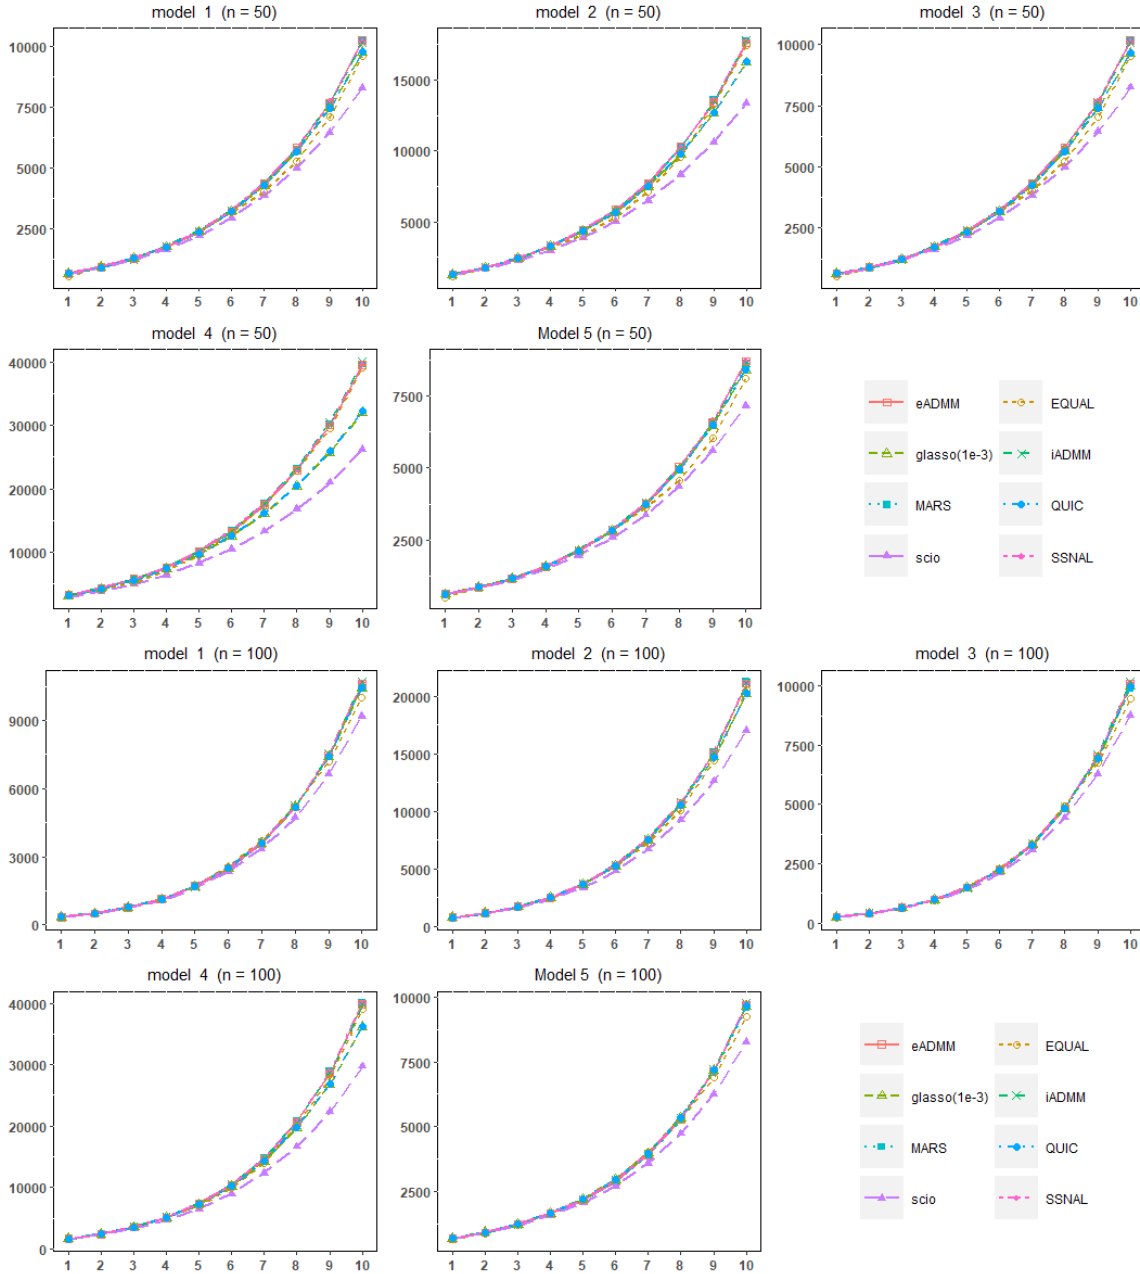 model 1 (n = 50)
model 2 (n = 50)
model 3 (n = 50)
10000
7500
5000
2500
1 2 3 4 5 6 7 8 9 10
15000
10000
5000
1 2 3 4 5 6 7 8 9 10
10000
7500
5000
2500
1 2 3 4 5 6 7 8 9 10
model 4 (n = 50)
Model 5 (n = 50)
40000
30000
20000
10000
1 2 3 4 5 6 7 8 9 10
7500
5000
2500
1 2 3 4 5 6 7 8 9 10
eADMM
EQUAL
glasso(1e-3)
iADMM
MARS
QUIC
scio
SSNAL
model 1 (n = 100)
model 2 (n = 100)
model 3 (n = 100)
9000
6000
3000
0
1 2 3 4 5 6 7 8 9 10
20000
15000
10000
5000
0
1 2 3 4 5 6 7 8 9 10
10000
7500
5000
2500
0
1 2 3 4 5 6 7 8 9 10
model 4 (n = 100)
Model 5 (n = 100)
40000
30000
20000
10000
0
1 2 3 4 5 6 7 8 9 10
10000
7500
5000
2500
1 2 3 4 5 6 7 8 9 10
eADMM
EQUAL
glasso(1e-3)
iADMM
MARS
QUIC
scio
SSNAL